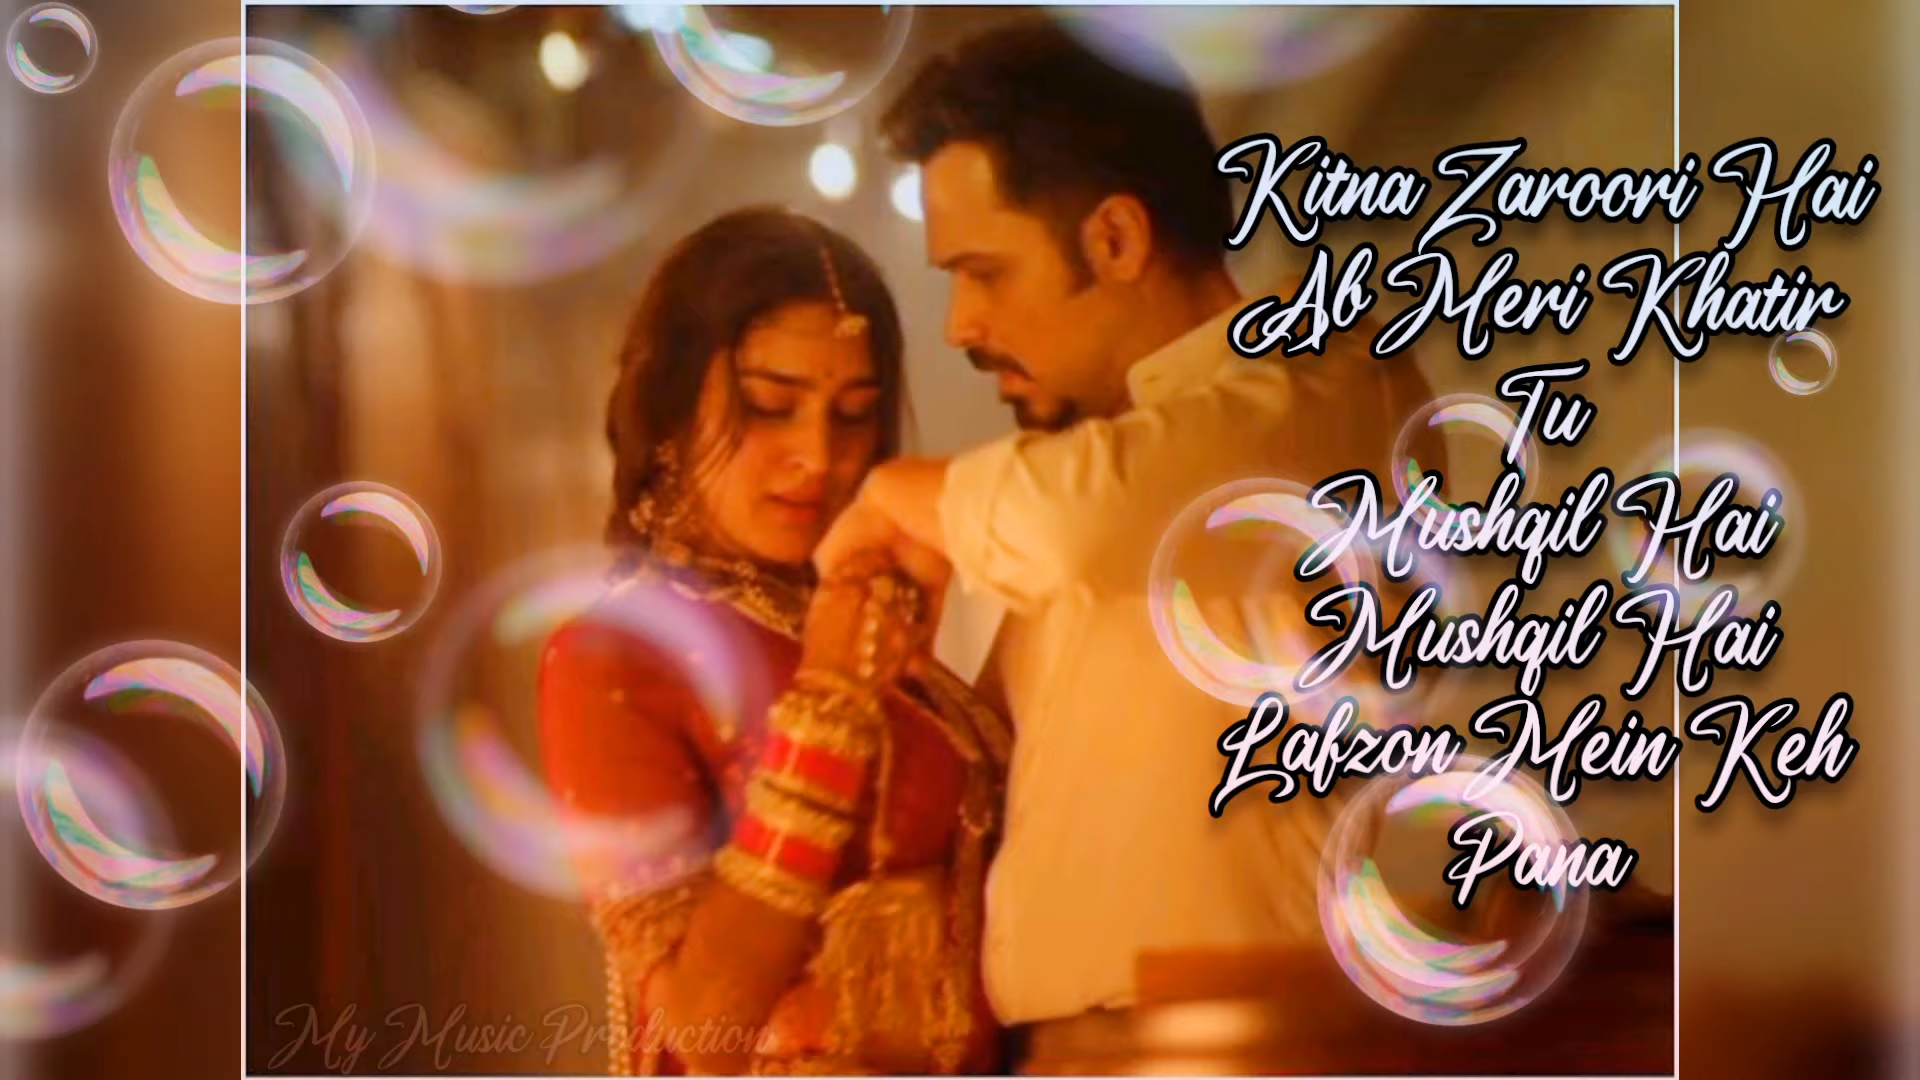 Kitna Zaroori Hai
Ab Meri Khatir
Tu
Mushqil Hai
Mushqil Hai
Lafzon Mein Keh
Pana
My Music Production